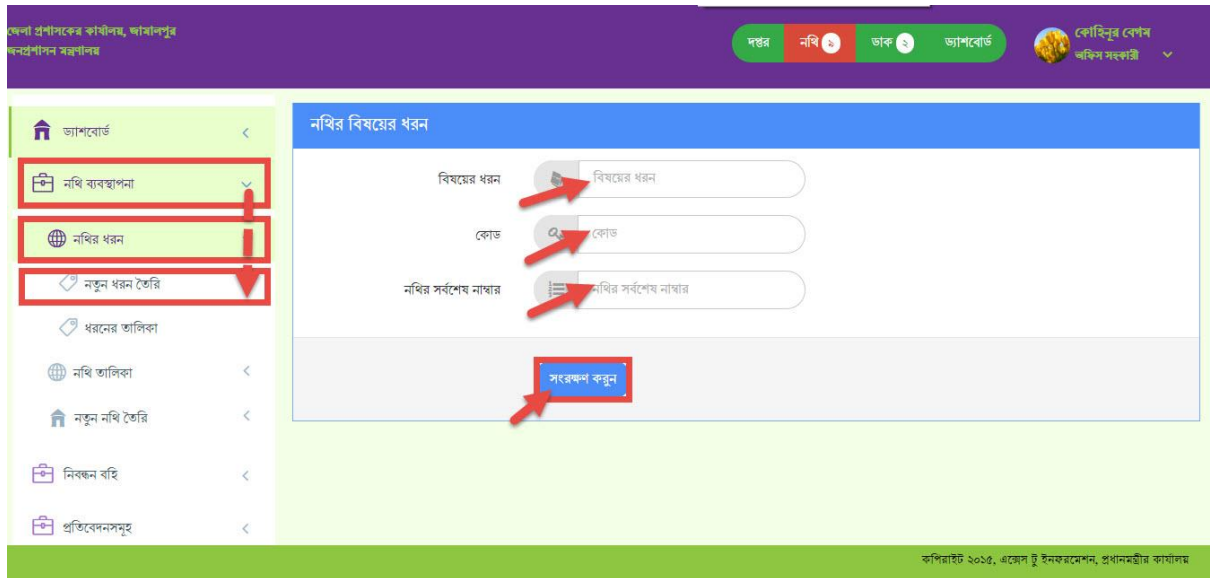 জেলা প্রশাসকের কার্যালয়, জামালপুর
জনপ্রশাসন মন্ত্রণালয়
দপ্তর
নথি ৯
ডাক ২
ড্যাশবোর্ড
কোহিনূর বেগম
অফিস সহকারী
ড্যাশবোর্ড
নথি ব্যবস্থাপনা
নথির ধরন
নতুন ধরন তৈরি
ধরনের তালিকা
নথি তালিকা
নতুন নথি তৈরি
নিবন্ধন বহি
প্রতিবেদনসমূহ
নথির বিষয়ের ধরন
বিষয়ের ধরন
বিষয়ের ধরন
কোড
কোড
নথির সর্বশেষ নাম্বার
নথির সর্বশেষ নাম্বার
সংরক্ষণ করুন
কপিরাইট ২০১৫, এক্সেস টু ইনফরমেশন, প্রধানমন্ত্রীর কার্যালয়